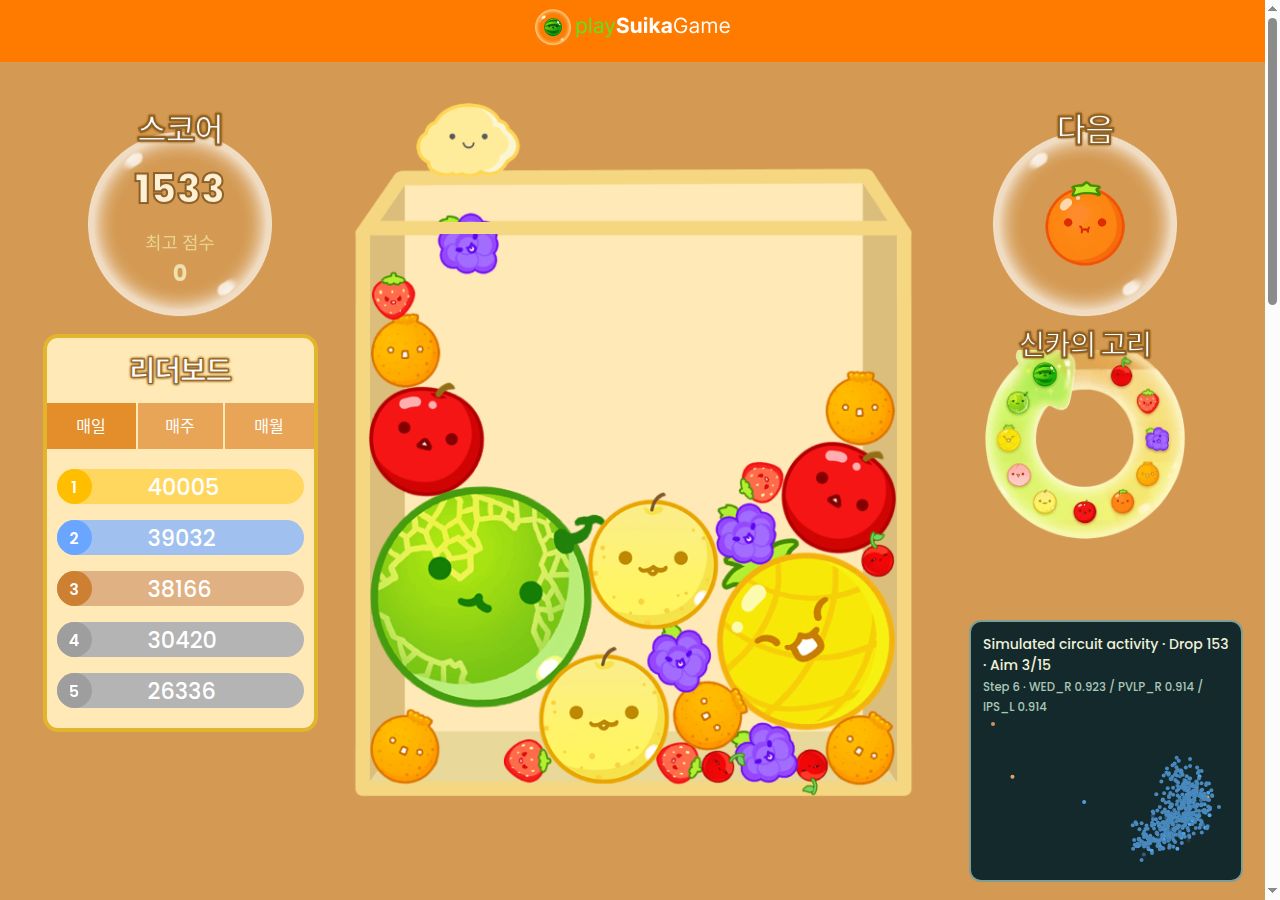 playSuikaGame
스코어
1533
최고 점수
0
다음
신카의 고리
리더보드
매일 매주 매월
1 40005
2 39032
3 38166
4 30420
5 26336
Simulated circuit activity · Drop 153
· Aim 3/15
Step 6 · WED_R 0.923 / PVLP_R 0.914 /
IPS_L 0.914